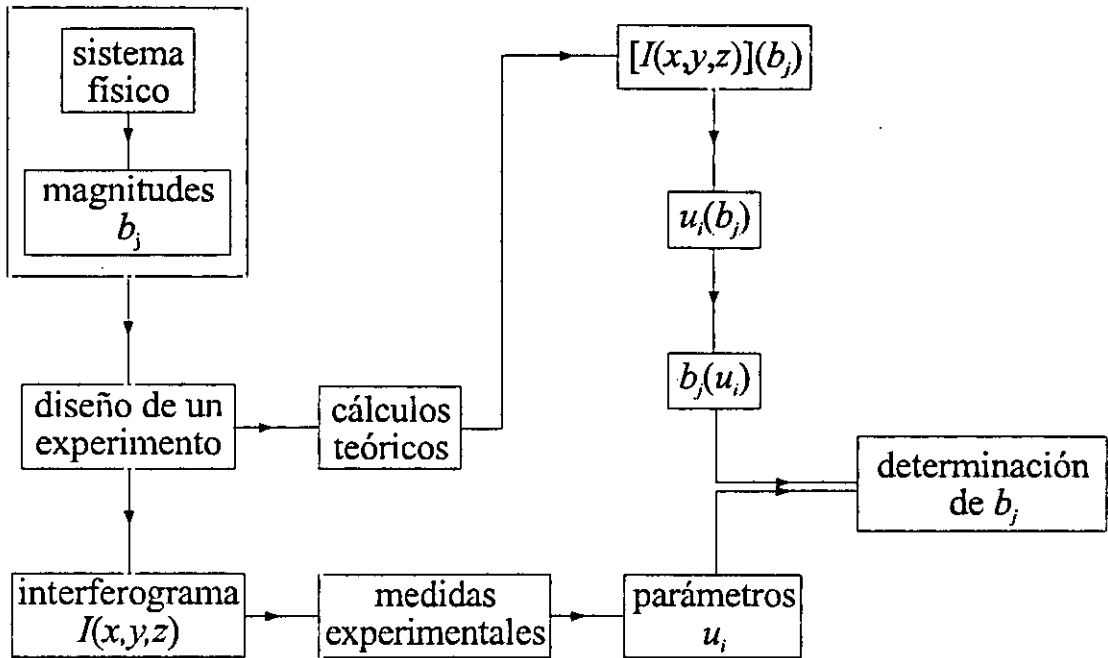 sistema
físico
magnitudes
b_j
diseño de un
experimento
cálculos
teóricos
[I(x,y,z)](b_j)
u_i(b_j)
b_j(u_i)
determinación
de b_j
interferograma
I(x,y,z)
medidas
experimentales
parámetros
u_i